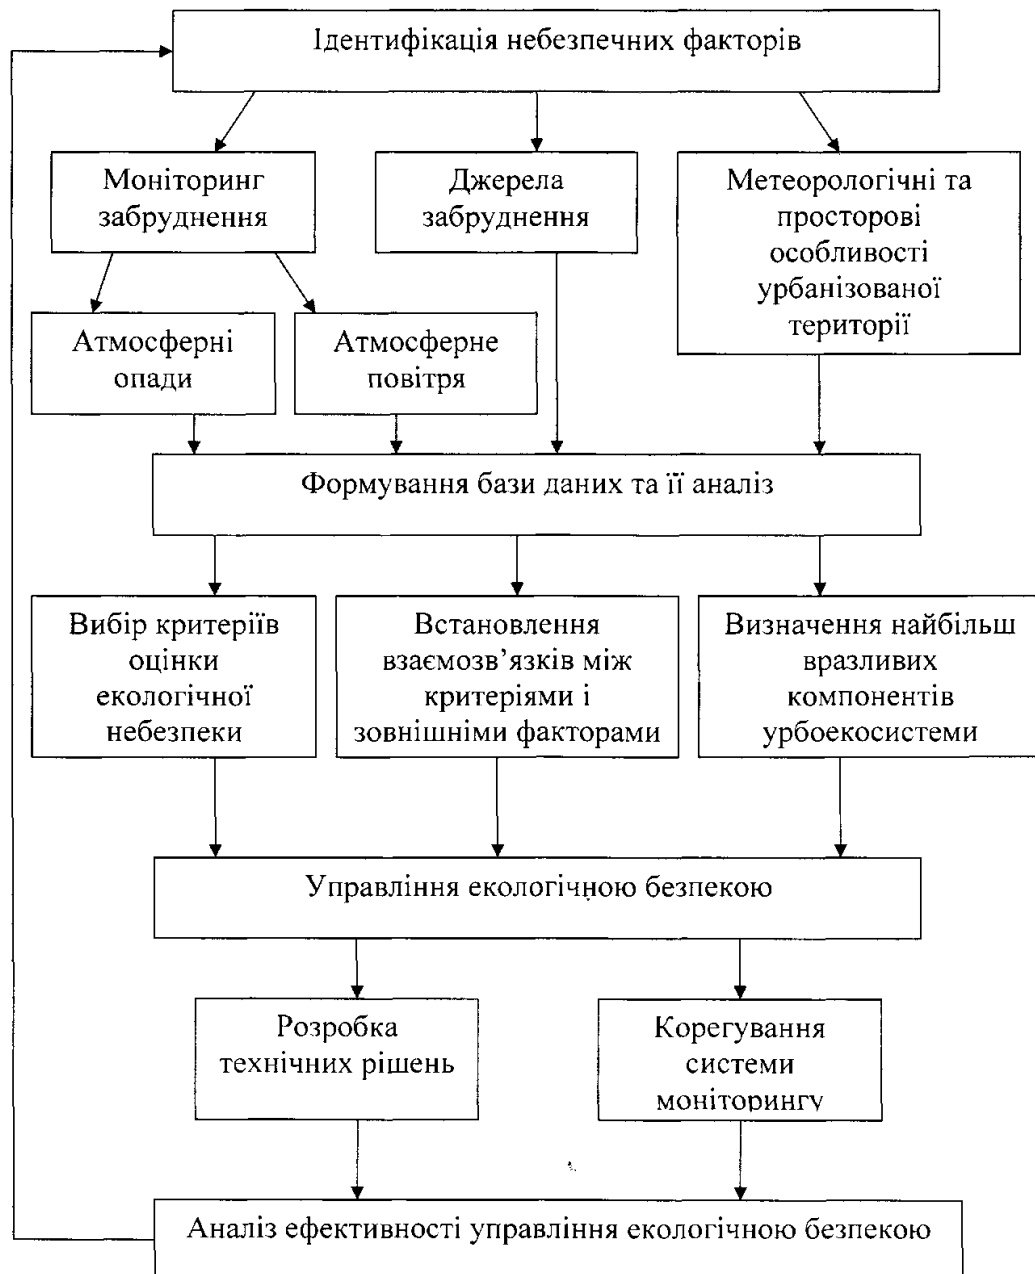 Ідентифікація небезпечних факторів
Моніторинг
забруднення
Джерела
забруднення
Метеорологічні та
просторові
особливості
урбанізованої
території
Атмосферні
опади
Атмосферне
повітря
Формування бази даних та її аналіз
Вибір критеріїв
оцінки
екологічної
небезпеки
Встановлення
взаємозв’язків між
критеріями і
зовнішніми факторами
Визначення найбільш
вразливих
компонентів
урбоекосистеми
Управління екологічною безпекою
Розробка
технічних рішень
Корегування
системи
моніторингу
Аналіз ефективності управління екологічною безпекою